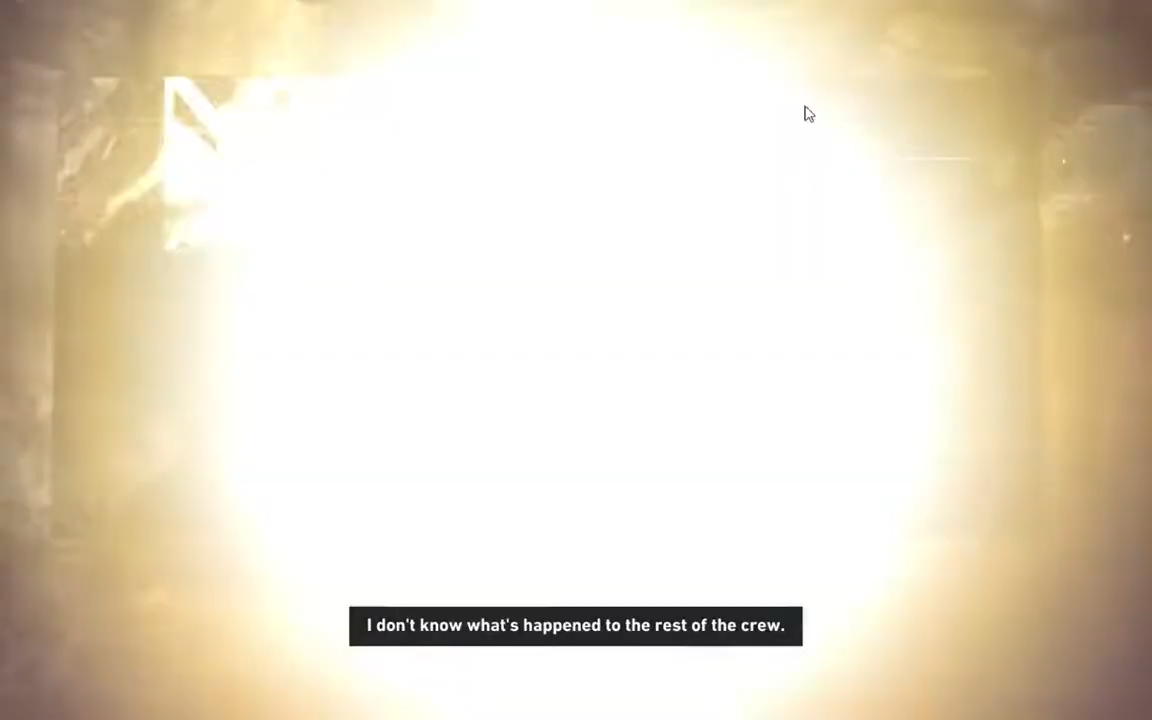 I don't know what's happened to the rest of the crew.